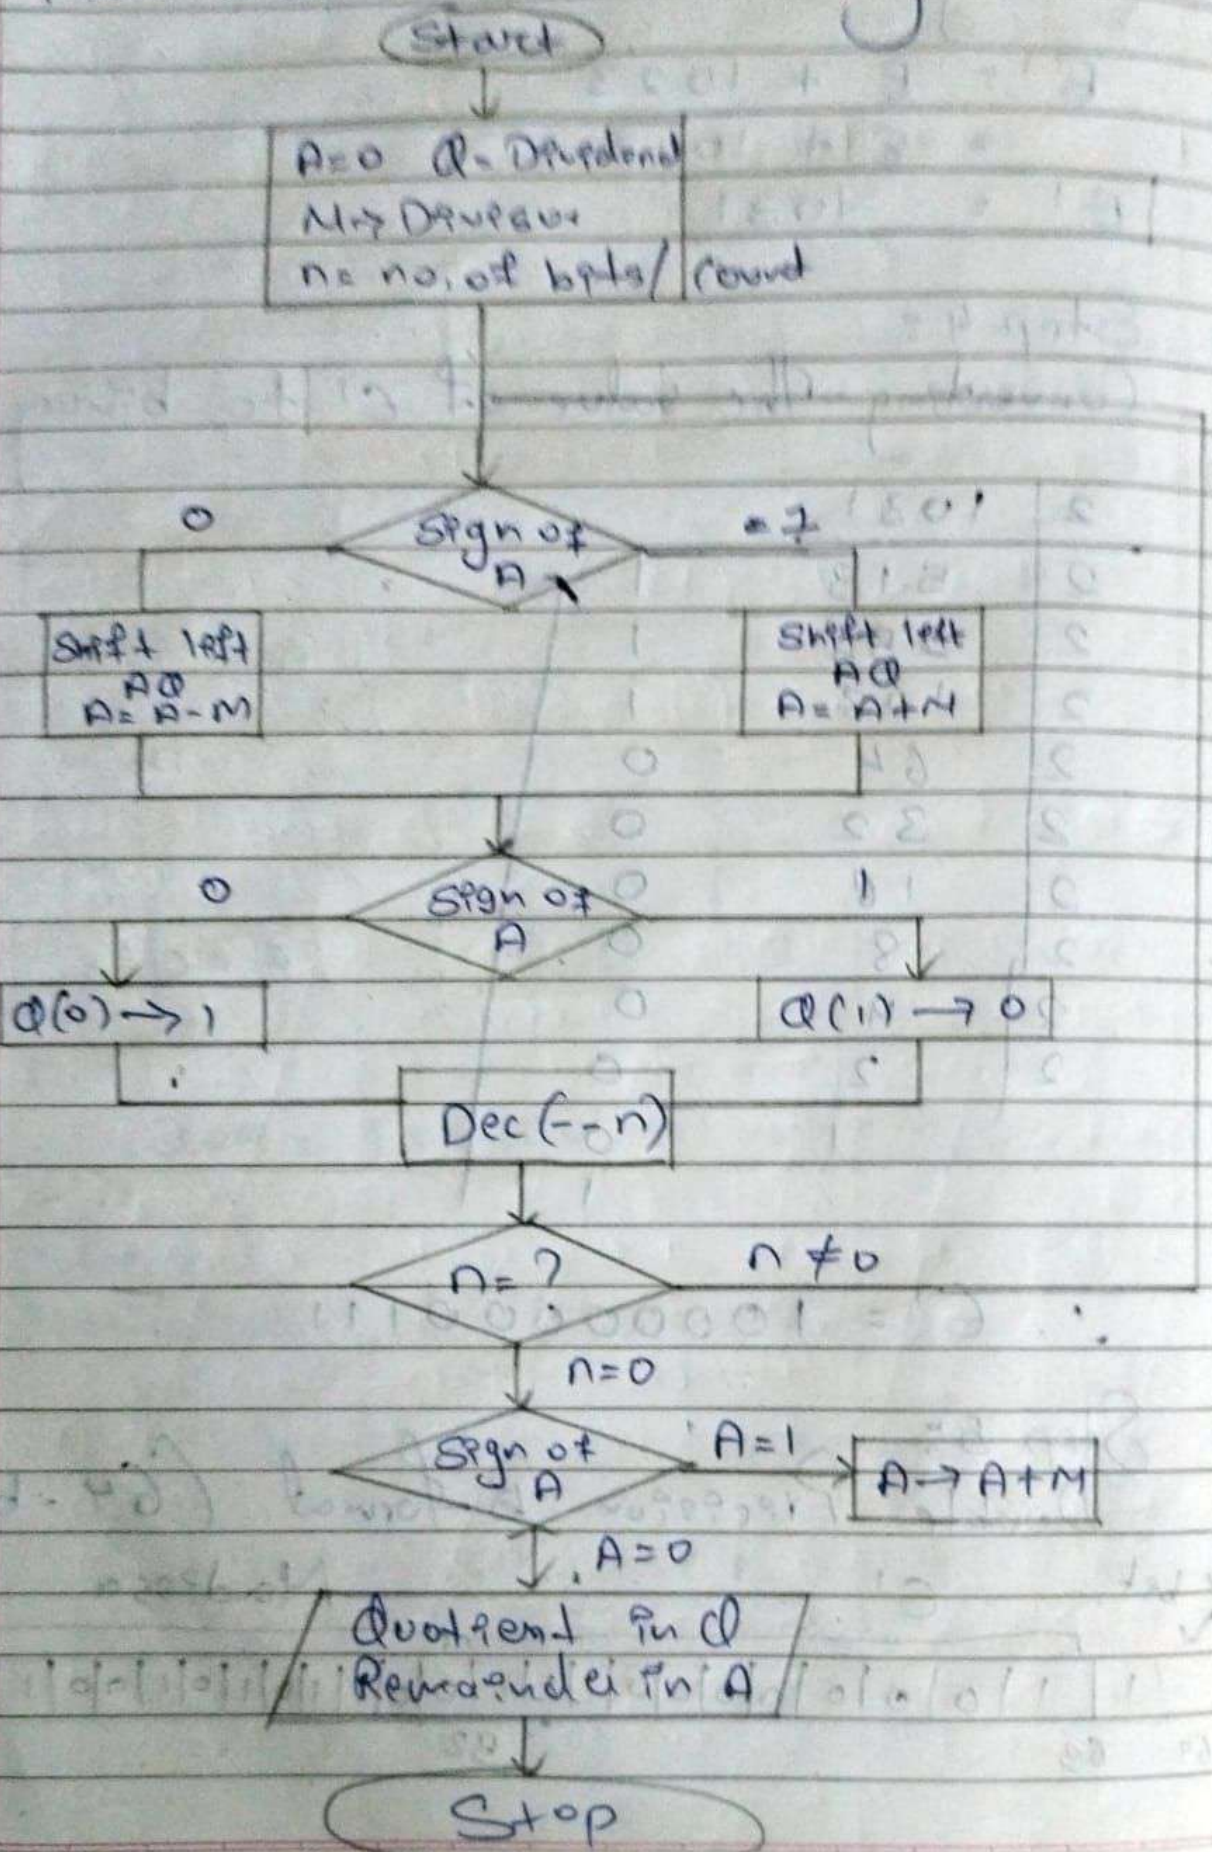 Start
A=0 Q- Dividend
M→ Divisor
n= no. of bits/ count
Sign of
A
0
= 1
Shift left
AQ
A= A-M
Shift left
AQ
A= A+M
Sign of
A
0
1
Q(0)→1
Q(1)→0
Dec(--n)
n=?
n≠0
n=0
Sign of
A
A=1
A→A+M
A=0
Quotient in Q
Remainder in A
Stop